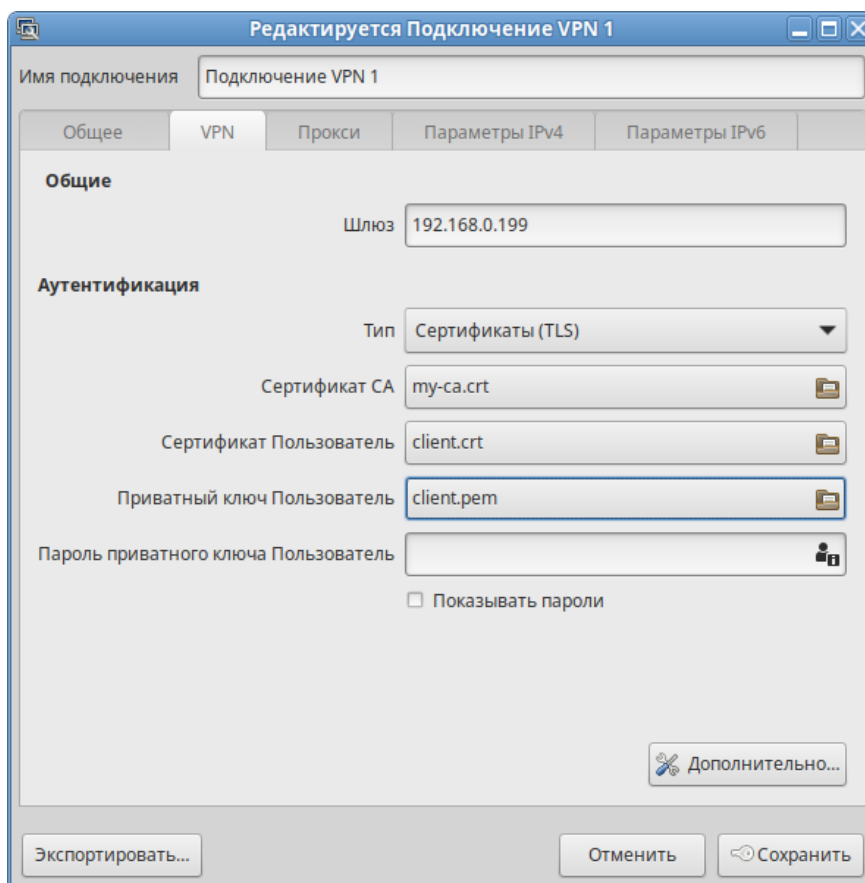 Редактируется Подключение VPN 1
Имя подключения Подключение VPN 1
Общее VPN Прокси Параметры IPv4 Параметры IPv6
Общие
Шлюз 192.168.0.199
Аутентификация
Тип Сертификаты (TLS)
Сертификат CA my-ca.crt
Сертификат Пользователь client.crt
Приватный ключ Пользователь client.pem
Пароль приватного ключа Пользователь
Показывать пароли
Дополнительно...
Экспортировать... Отменить Сохранить